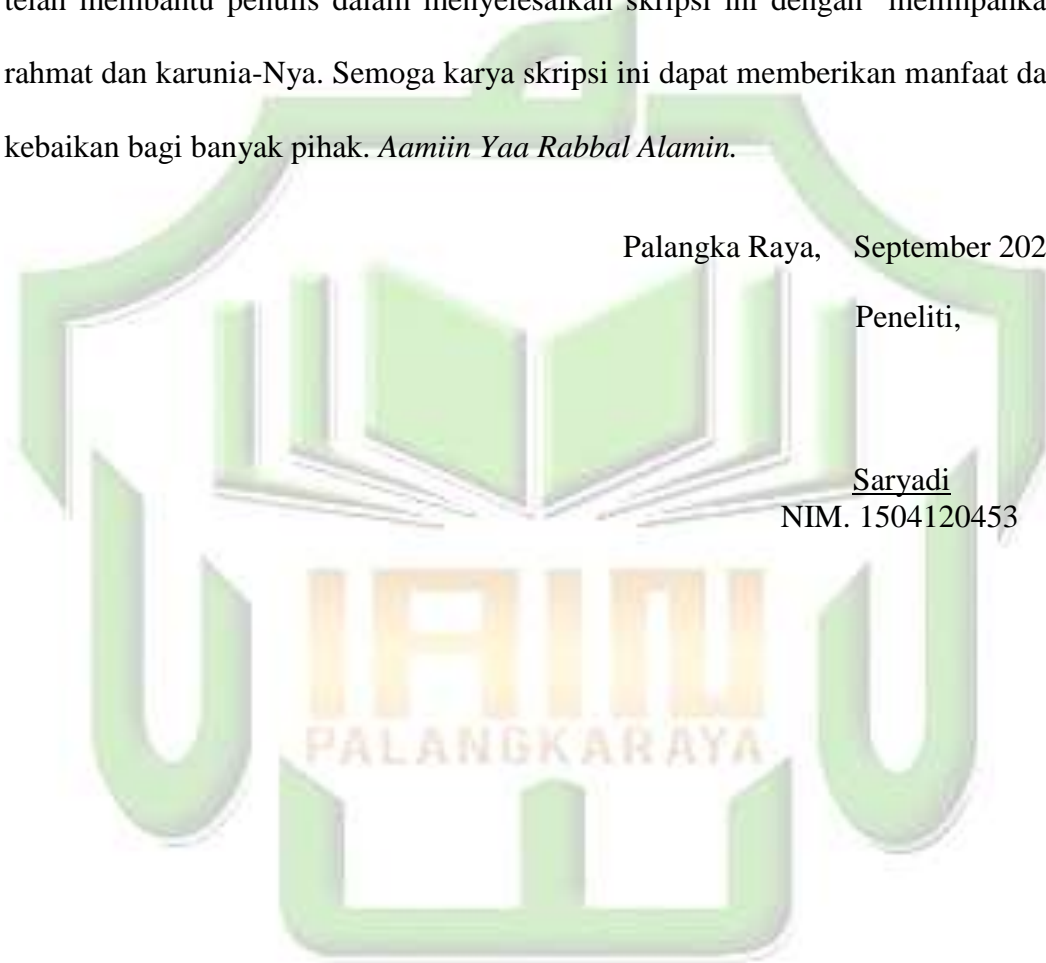 telah membantu penulis dalam menyelesaikan skripsi ini dengan melimpahka
rahmat dan karunia-Nya. Semoga karya skripsi ini dapat memberikan manfaat da
kebaikan bagi banyak pihak. Aamiin Yaa Rabbal Alamin.
Palangka Raya, September 202
Peneliti,
Saryadi
NIM. 1504120453
IAIN
PALANGKARAYA